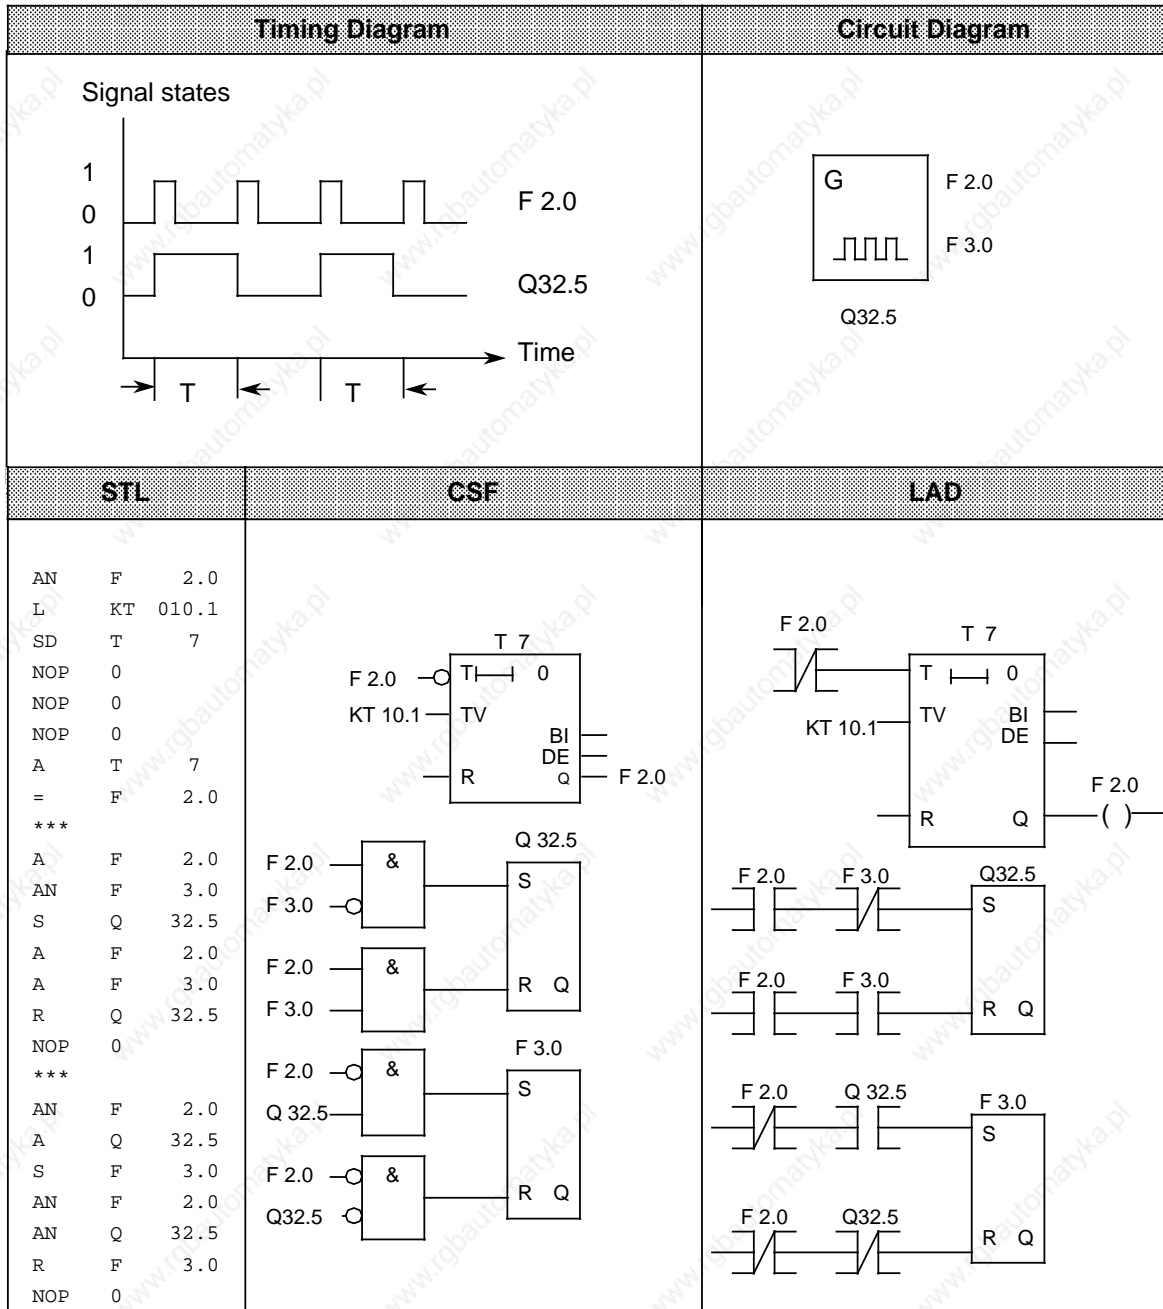 Timing Diagram
Circuit Diagram
Signal states
1
0
F 2.0
1
0
Q32.5
Time
T
T
G
F 2.0
F 3.0
Q32.5
STL
CSF
LAD
AN F 2.0
L KT 010.1
SD T 7
NOP 0
NOP 0
NOP 0
A T 7
= F 2.0
***
A F 2.0
AN F 3.0
S Q 32.5
A F 2.0
A F 3.0
R Q 32.5
NOP 0
***
AN F 2.0
A Q 32.5
S F 3.0
AN F 2.0
AN Q 32.5
R F 3.0
NOP 0
T 7
F 2.0 T 0
KT 10.1 TV
BI
DE
R Q F 2.0
Q 32.5
F 2.0 & S
F 3.0
F 2.0 & R Q
F 3.0
F 3.0
F 2.0 & S
Q 32.5
F 2.0 & R Q
Q32.5
F 2.0
T 7
T 0
KT 10.1 TV BI
DE
F 2.0
R Q ( )
F 2.0 F 3.0 Q32.5
S
F 2.0 F 3.0
R Q
F 2.0 Q 32.5 F 3.0
S
F 2.0 Q32.5
R Q
www.rgbautomatyka.pl